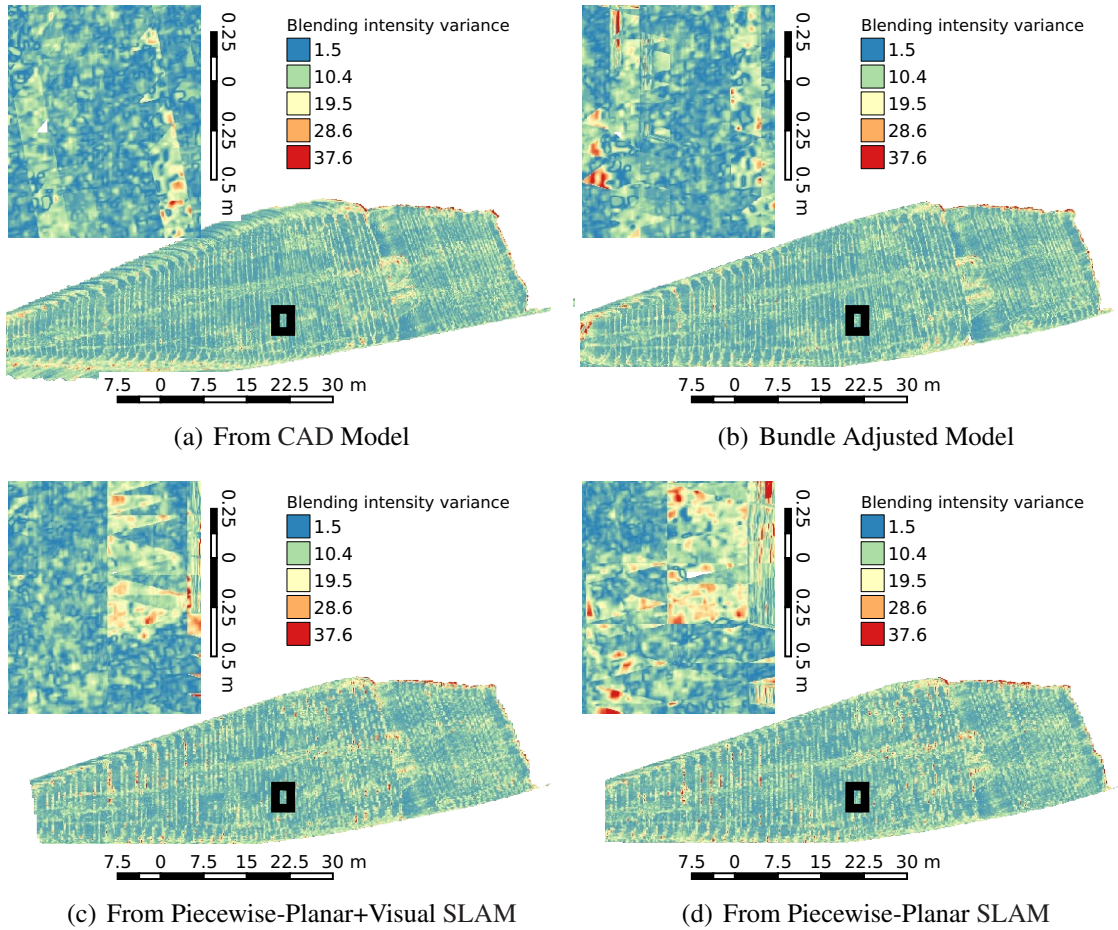 Blending intensity variance
1.5
10.4
19.5
28.6
37.6
0.25
0
0.25
0.5 m
7.5 0 7.5 15 22.5 30 m
(a) From CAD Model
Blending intensity variance
1.5
10.4
19.5
28.6
37.6
0.25
0
0.25
0.5 m
7.5 0 7.5 15 22.5 30 m
(b) Bundle Adjusted Model
Blending intensity variance
1.5
10.4
19.5
28.6
37.6
0.25
0
0.25
0.5 m
7.5 0 7.5 15 22.5 30 m
(c) From Piecewise-Planar+Visual SLAM
Blending intensity variance
1.5
10.4
19.5
28.6
37.6
0.25
0
0.25
0.5 m
7.5 0 7.5 15 22.5 30 m
(d) From Piecewise-Planar SLAM